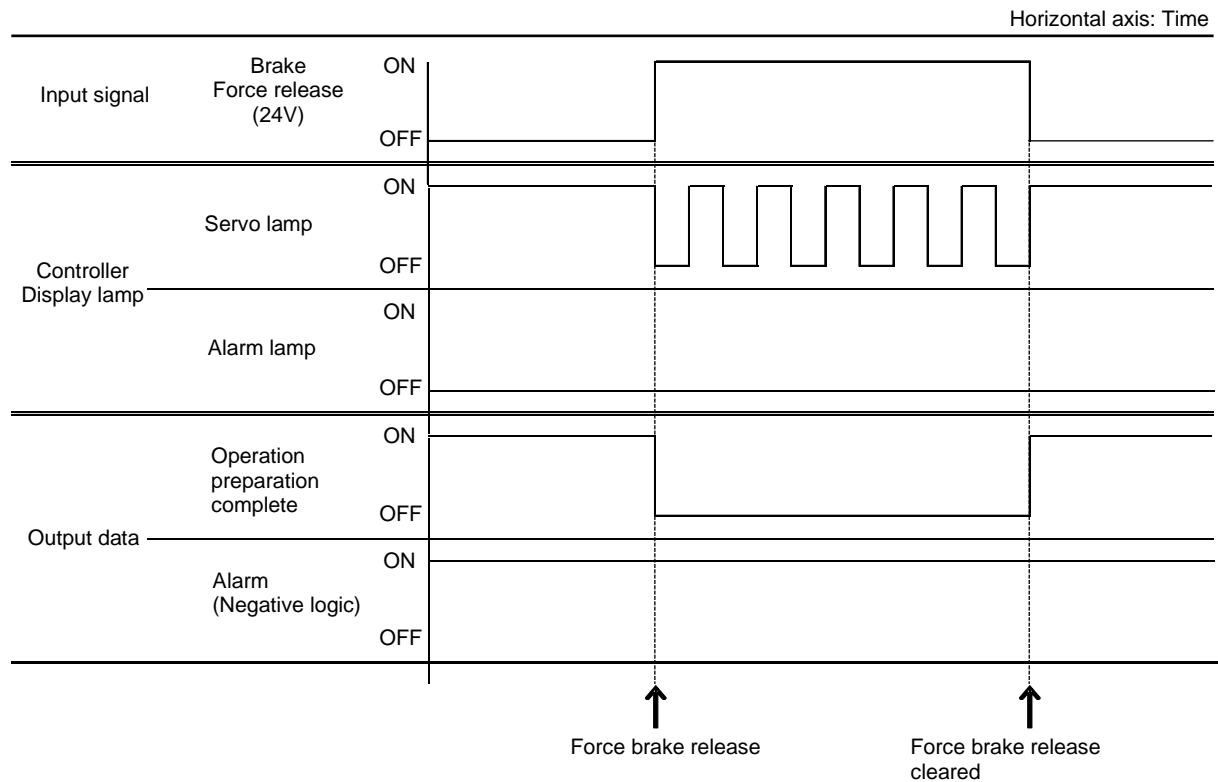 Horizontal axis: Time
Input signal
Brake
Force release
(24V)
ON
OFF
Controller
Display lamp
Servo lamp
ON
OFF
Alarm lamp
ON
OFF
Output data
Operation
preparation
complete
ON
OFF
Alarm
(Negative logic)
ON
OFF
Force brake release
Force brake release
cleared